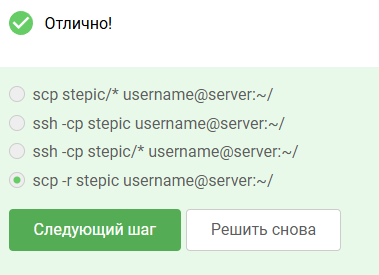 Отлично!
scp stepic/* username@server:~/
ssh -cp stepic username@server:~/
ssh -cp stepic/* username@server:~/
scp -r stepic username@server:~/
Следующий шаг Решить снова